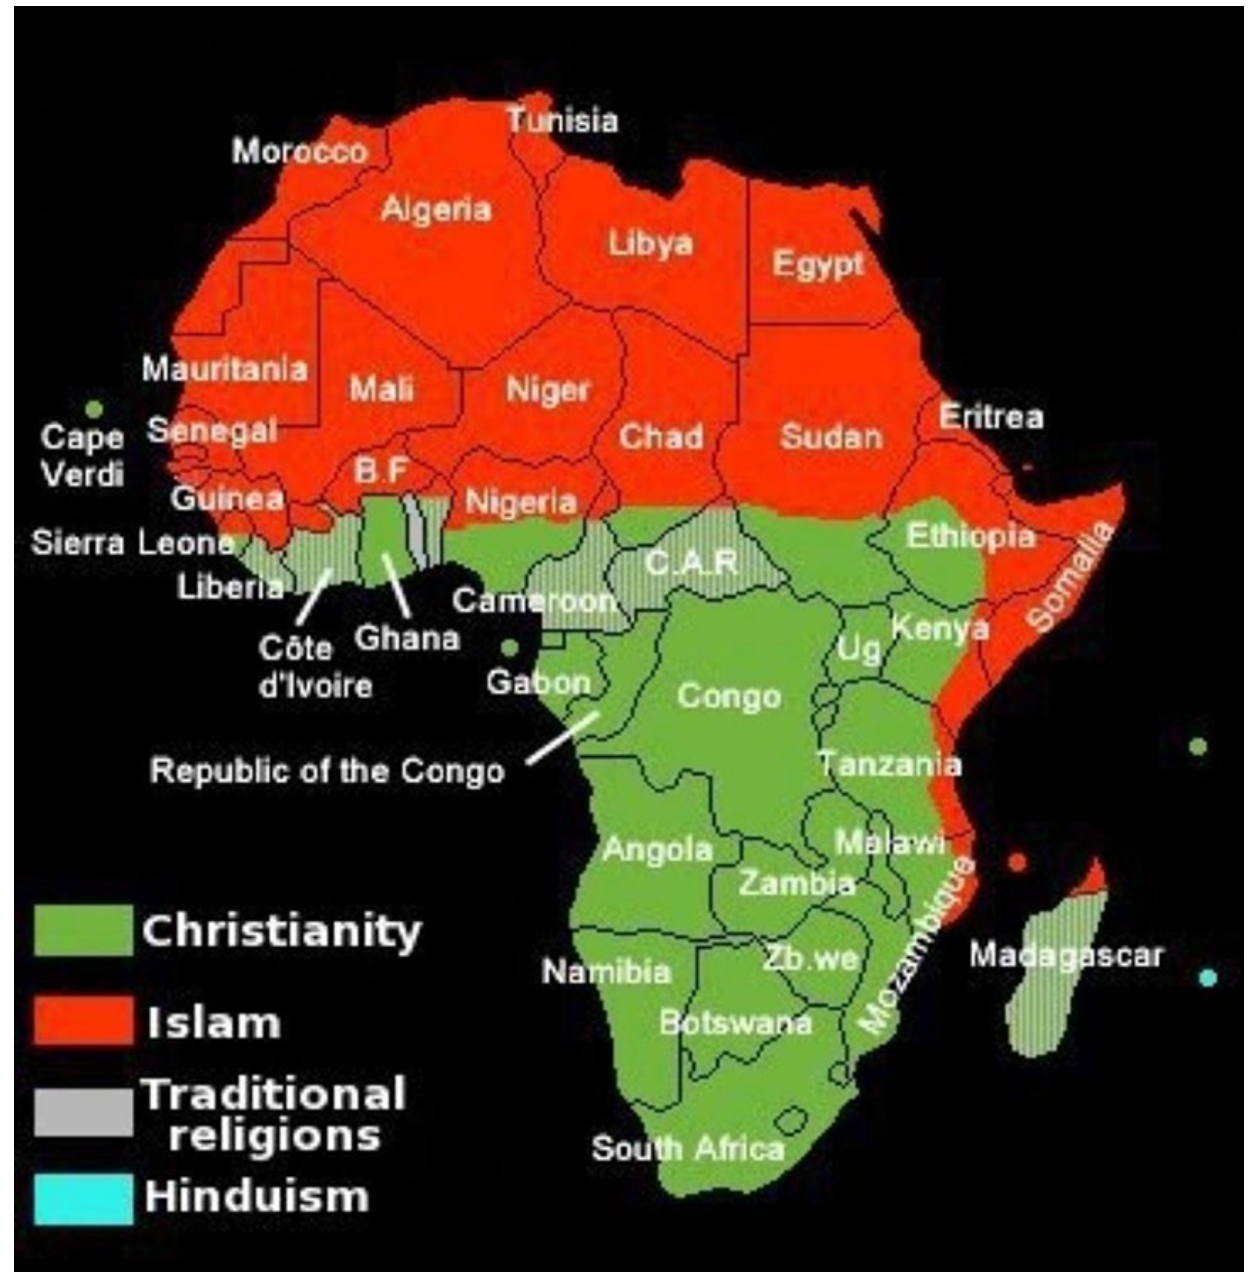 Tunisia
Morocco
Algeria
Libya
Egypt
Mauritania
Mali
Niger
Eritrea
Cape
Verdi
Senegal
Chad
Sudan
B.F
Guinea
Nigeria
Sierra Leone
Ethiopia
C.A.R
Somalia
Liberia
Cameroon
Côte
d'Ivoire
Ghana
Ug
Kenya
Gabon
Congo
Republic of the Congo
Tanzania
Angola
Malawi
Zambia
Mozambique
Madagascar
Namibia
Zb.we
Botswana
South Africa
Christianity
Islam
Traditional
religions
Hinduism